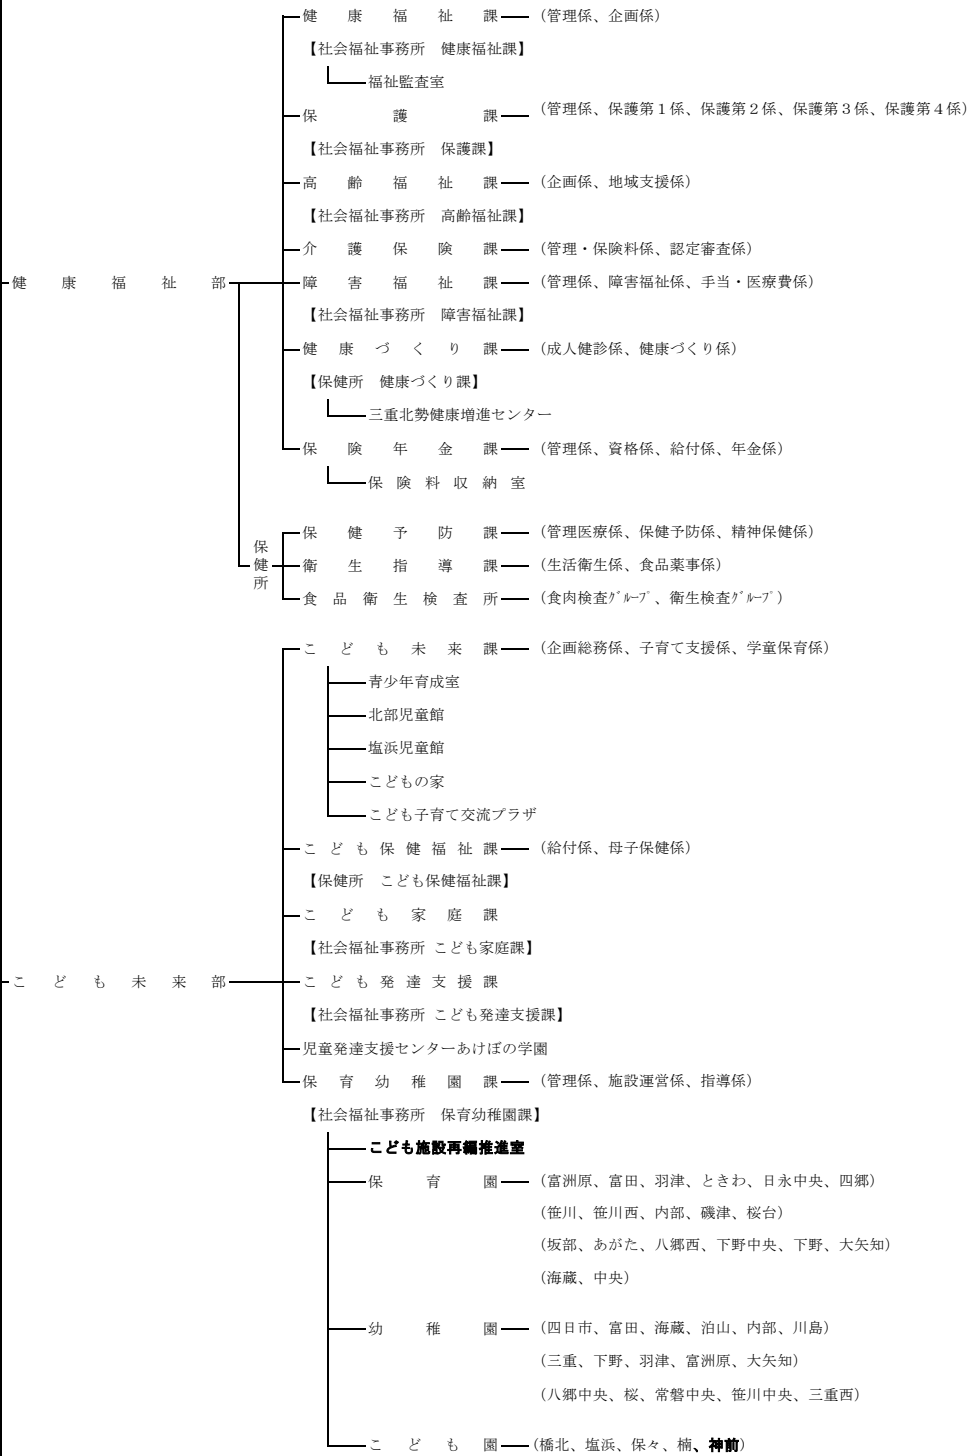 健康福祉課 （管理係、企画係）
【社会福祉事務所　健康福祉課】
福祉監査室
保護課 （管理係、保護第１係、保護第２係、保護第３係、保護第４係）
【社会福祉事務所　保護課】
高齢福祉課 （企画係、地域支援係）
【社会福祉事務所　高齢福祉課】
介護保険課 （管理・保険料係、認定審査係）
健康福祉部 障害福祉課 （管理係、障害福祉係、手当・医療費係）
【社会福祉事務所　障害福祉課】
健康づくり課 （成人健診係、健康づくり係）
【保健所　健康づくり課】
三重北勢健康増進センター
保険年金課 （管理係、資格係、給付係、年金係）
保険料収納室
保健予防課 （管理医療係、保健予防係、精神保健係）
保健所 衛生指導課 （生活衛生係、食品薬事係）
食品衛生検査所 （食肉検査ｸﾞﾙｰﾌﾟ、衛生検査ｸﾞﾙｰﾌﾟ）
こども未来課 （企画総務係、子育て支援係、学童保育係）
青少年育成室
北部児童館
塩浜児童館
こどもの家
こども子育て交流プラザ
こども保健福祉課 （給付係、母子保健係）
【保健所　こども保健福祉課】
こども家庭課
【社会福祉事務所 こども家庭課】
こども未来部 こども発達支援課
【社会福祉事務所 こども発達支援課】
児童発達支援センターあけぼの学園
保育幼稚園課 （管理係、施設運営係、指導係）
【社会福祉事務所　保育幼稚園課】
こども施設再編推進室
保育園 （富洲原、富田、羽津、ときわ、日永中央、四郷）
（笹川、笹川西、内部、磯津、桜台）
（坂部、あがた、八郷西、下野中央、下野、大矢知）
（海蔵、中央）
幼稚園 （四日市、富田、海蔵、泊山、内部、川島）
（三重、下野、羽津、富洲原、大矢知）
（八郷中央、桜、常磐中央、笹川中央、三重西）
こども園 （橋北、塩浜、保々、楠、神前）